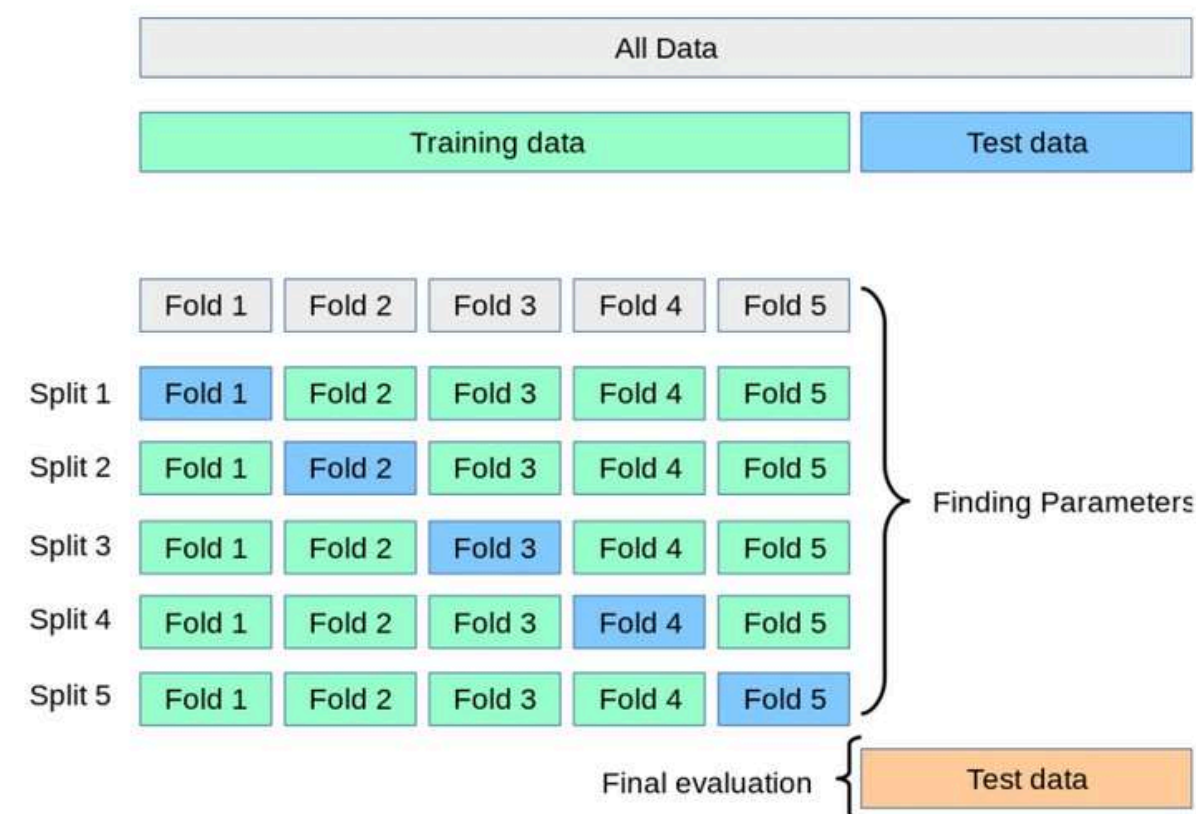 All Data
Training data Test data
Fold 1 Fold 2 Fold 3 Fold 4 Fold 5
Split 1 Fold 1 Fold 2 Fold 3 Fold 4 Fold 5
Split 2 Fold 1 Fold 2 Fold 3 Fold 4 Fold 5
Finding Parameters
Split 3 Fold 1 Fold 2 Fold 3 Fold 4 Fold 5
Split 4 Fold 1 Fold 2 Fold 3 Fold 4 Fold 5
Split 5 Fold 1 Fold 2 Fold 3 Fold 4 Fold 5
Final evaluation Test data